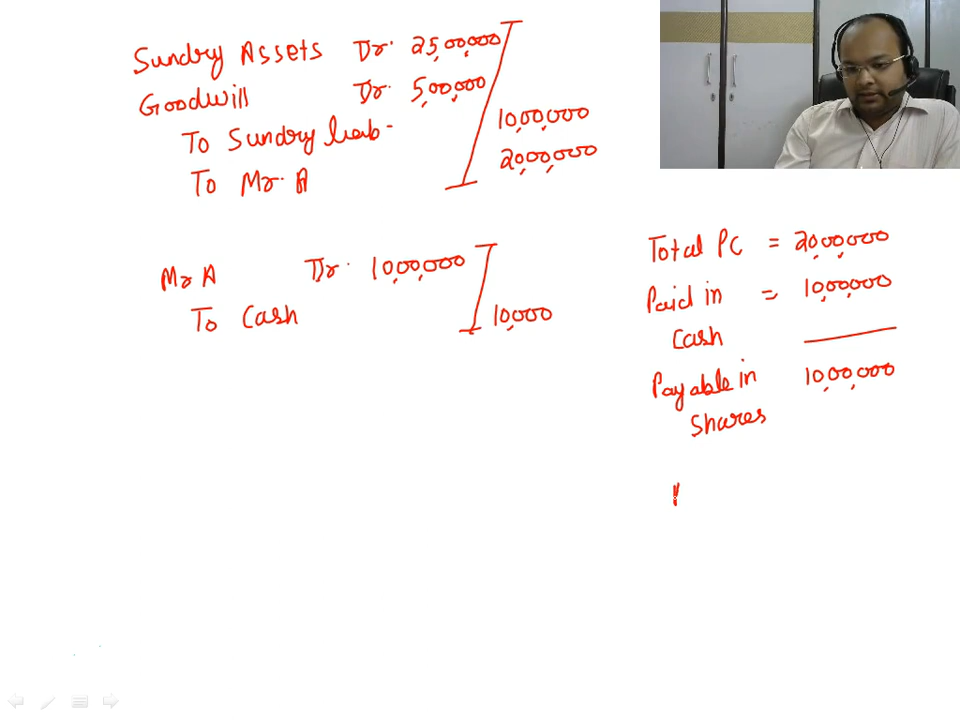 Sundry Assets Dr. 25,00,000
Goodwill Dr. 5,00,000
To Sundry liab - 10,00,000
To Mr. A 20,00,000
Mr A Dr. 10,00,000
To Cash 10,000
Total PC = 20,00,000
Paid in = 10,00,000
Cash
Payable in 10,00,000
Shares